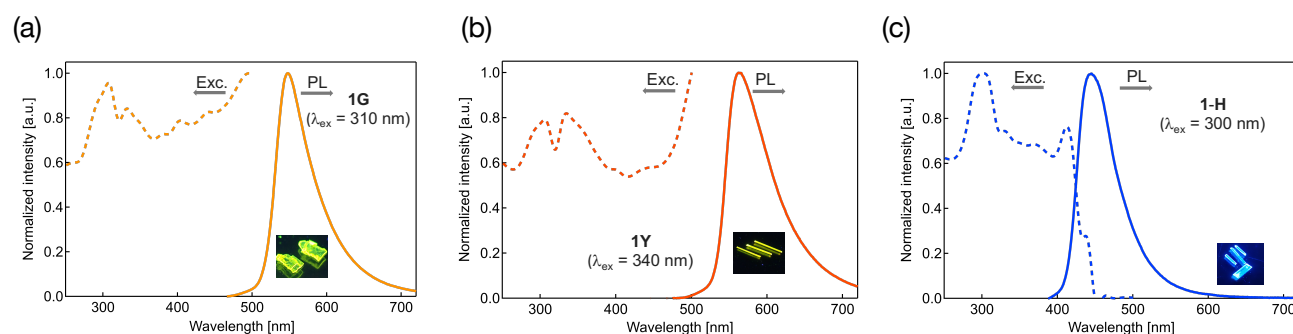 (a)
Normalized intensity [a.u.]
1.0
0.8
0.6
0.4
0.2
0.0
Exc.
PL
1G
(λex = 310 nm)
300
400
500
600
700
Wavelength [nm]
(b)
Normalized intensity [a.u.]
1.0
0.8
0.6
0.4
0.2
0.0
Exc.
PL
1Y
(λex = 340 nm)
300
400
500
600
700
Wavelength [nm]
(c)
Normalized intensity [a.u.]
1.0
0.8
0.6
0.4
0.2
0.0
Exc.
PL
1-H
(λex = 300 nm)
300
400
500
600
700
Wavelength [nm]